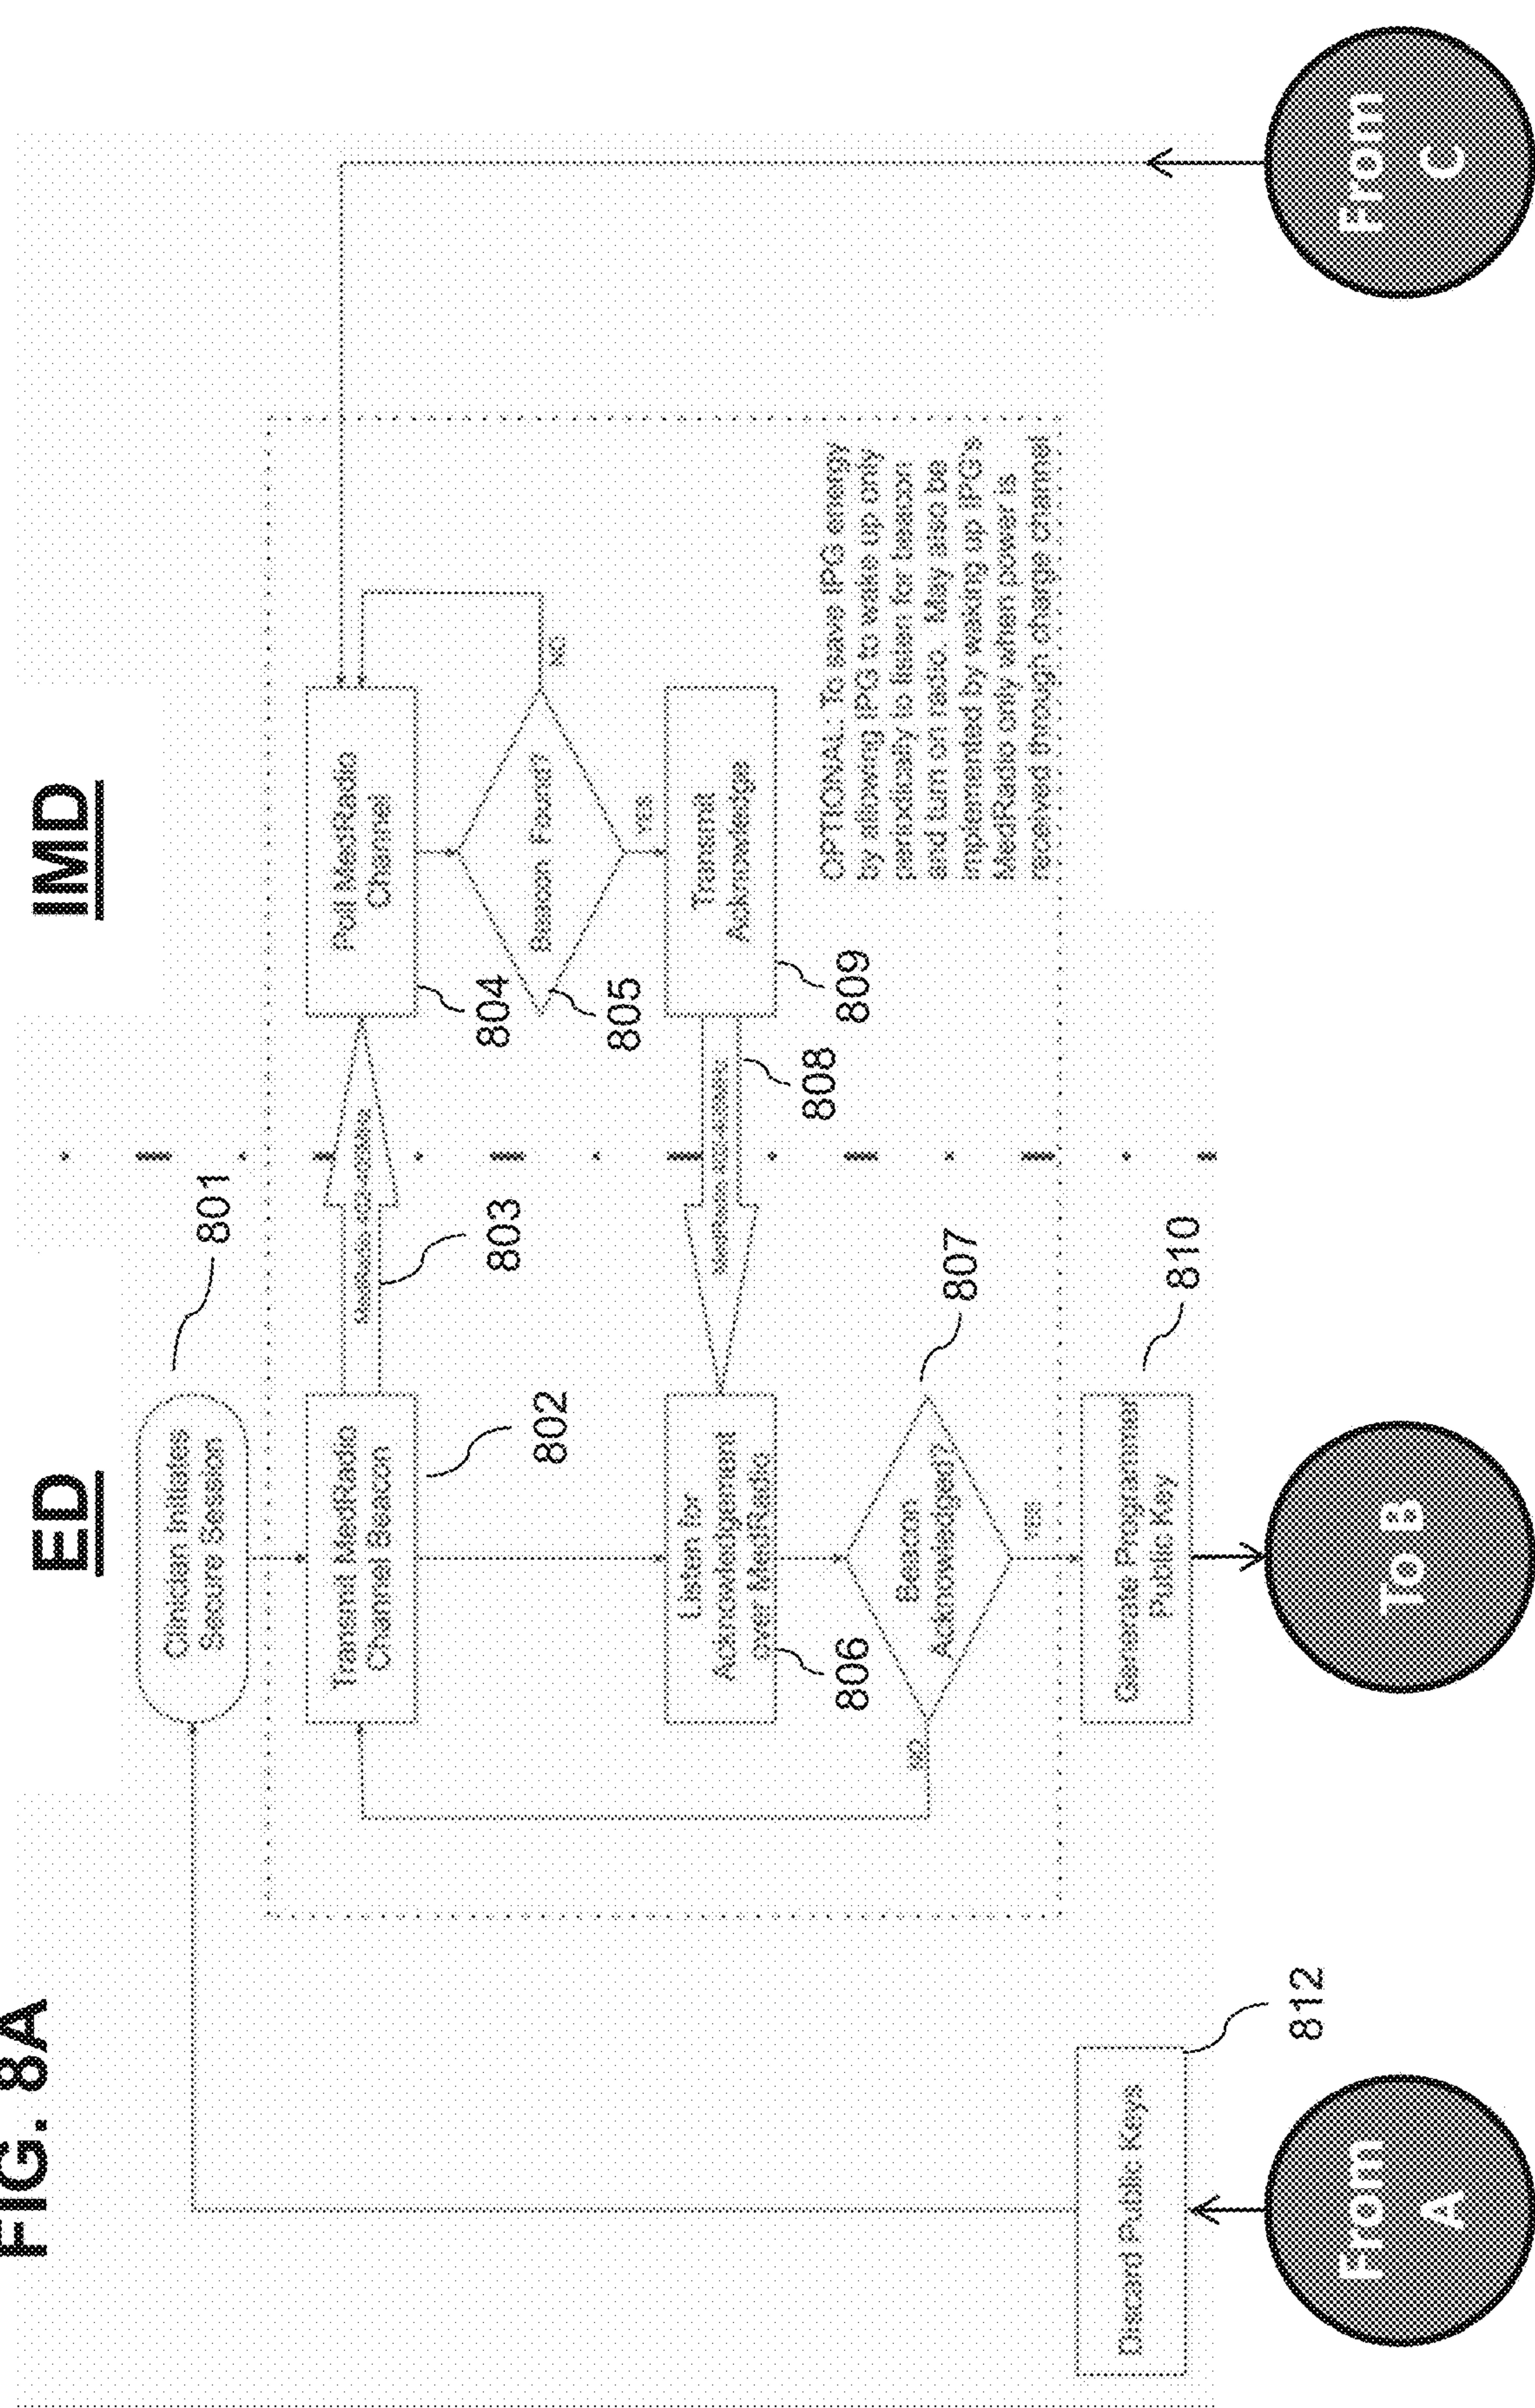 FIG. 8A
ED
IMD
Clinician Initiates
Secure Session
801
Transmit MedRadio
Channel Beacon
802
803
Poll MedRadio
Channel
804
Beacon Found?
805
NO
YES
Transmit
Acknowledge
809
808
Listen for
Acknowledgement
over MedRadio
806
Beacon
Acknowledged?
807
NO
YES
OPTIONAL: To save IPG energy
by allowing IPG to wake up only
periodically to listen for beacon
and turn on radio. May also be
implemented by waking up IPG's
MedRadio only when power is
received through charge channel
Generate Programmer
Public Key
810
Discard Public Keys
812
From
A
To B
From
C